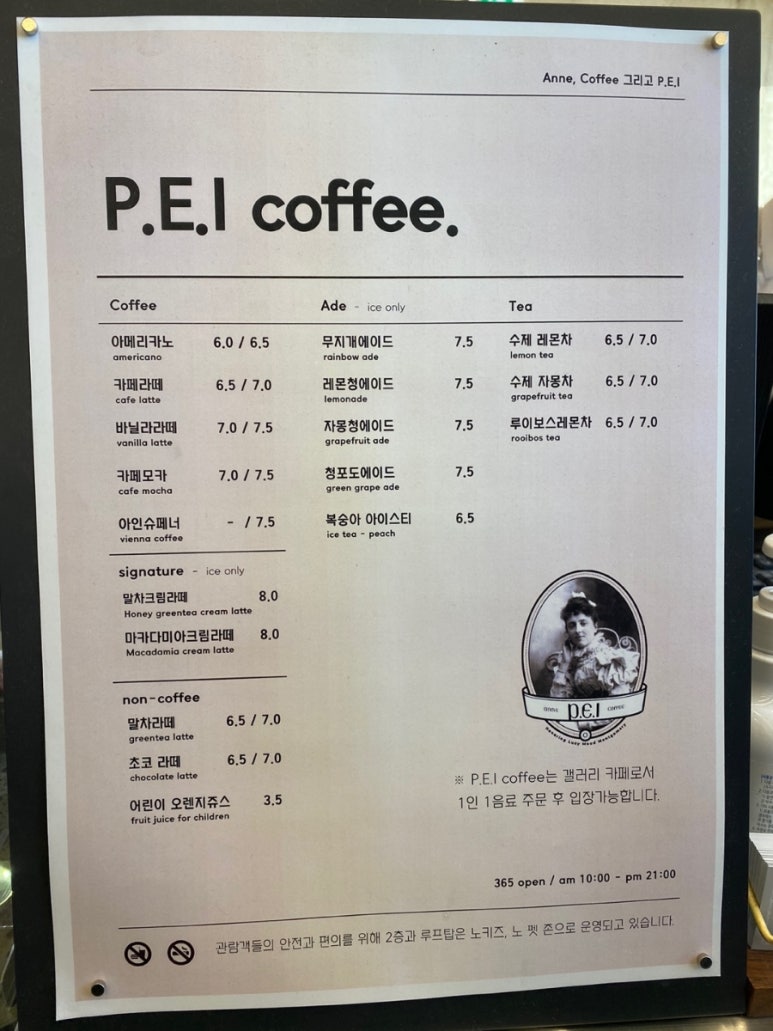 Anne, Coffee 그리고 P.E.I
P.E.I coffee.
Coffee
아메리카노 6.0 / 6.5
americano
카페라떼 6.5 / 7.0
cafe latte
바닐라라떼 7.0 / 7.5
vanilla latte
카페모카 7.0 / 7.5
cafe mocha
아인슈페너 - / 7.5
vienna coffee
signature - ice only
말차크림라떼 8.0
Honey greentea cream latte
마카다미아크림라떼 8.0
Macadamia cream latte
non-coffee
말차라떼 6.5 / 7.0
greentea latte
초코 라떼 6.5 / 7.0
chocolate latte
어린이 오렌지쥬스 3.5
fruit juice for children
Ade - ice only
무지개에이드 7.5
rainbow ade
레몬청에이드 7.5
lemonade
자몽청에이드 7.5
grapefruit ade
청포도에이드 7.5
green grape ade
복숭아 아이스티 6.5
ice tea - peach
Tea
수제 레몬차 6.5 / 7.0
lemon tea
수제 자몽차 6.5 / 7.0
grapefruit tea
루이보스레몬차 6.5 / 7.0
rooibos tea
P.E.I COFFEE
Lucy Maud Montgomery
※ P.E.I coffee는 갤러리 카페로서
1인 1음료 주문 후 입장가능합니다.
365 open / am 10:00 - pm 21:00
관람객들의 안전과 편의를 위해 2층과 루프탑은 노키즈, 노 펫 존으로 운영되고 있습니다.